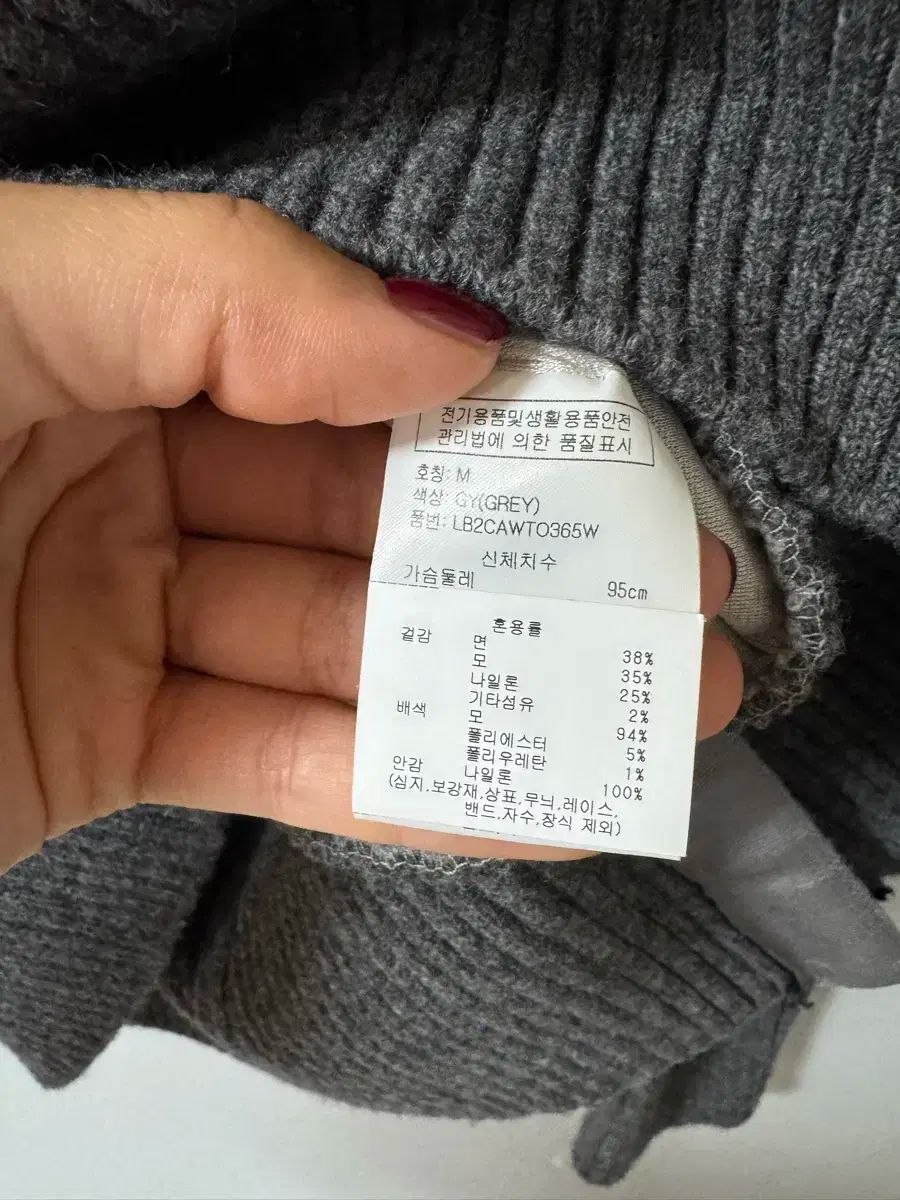 전기용품및생활용품안전
관리법에 의한 품질표시
호칭: M
색상: GY(GREY)
품번: LB2CAWTO365W
신체치수
가슴둘레 95cm
혼용률
겉감 면 38%
모 35%
나일론 25%
기타섬유 2%
배색 모 94%
폴리에스터 5%
폴리우레탄 1%
안감 나일론 100%
(심지,보강재,상표,무늬,레이스,
밴드,자수,장식 제외)